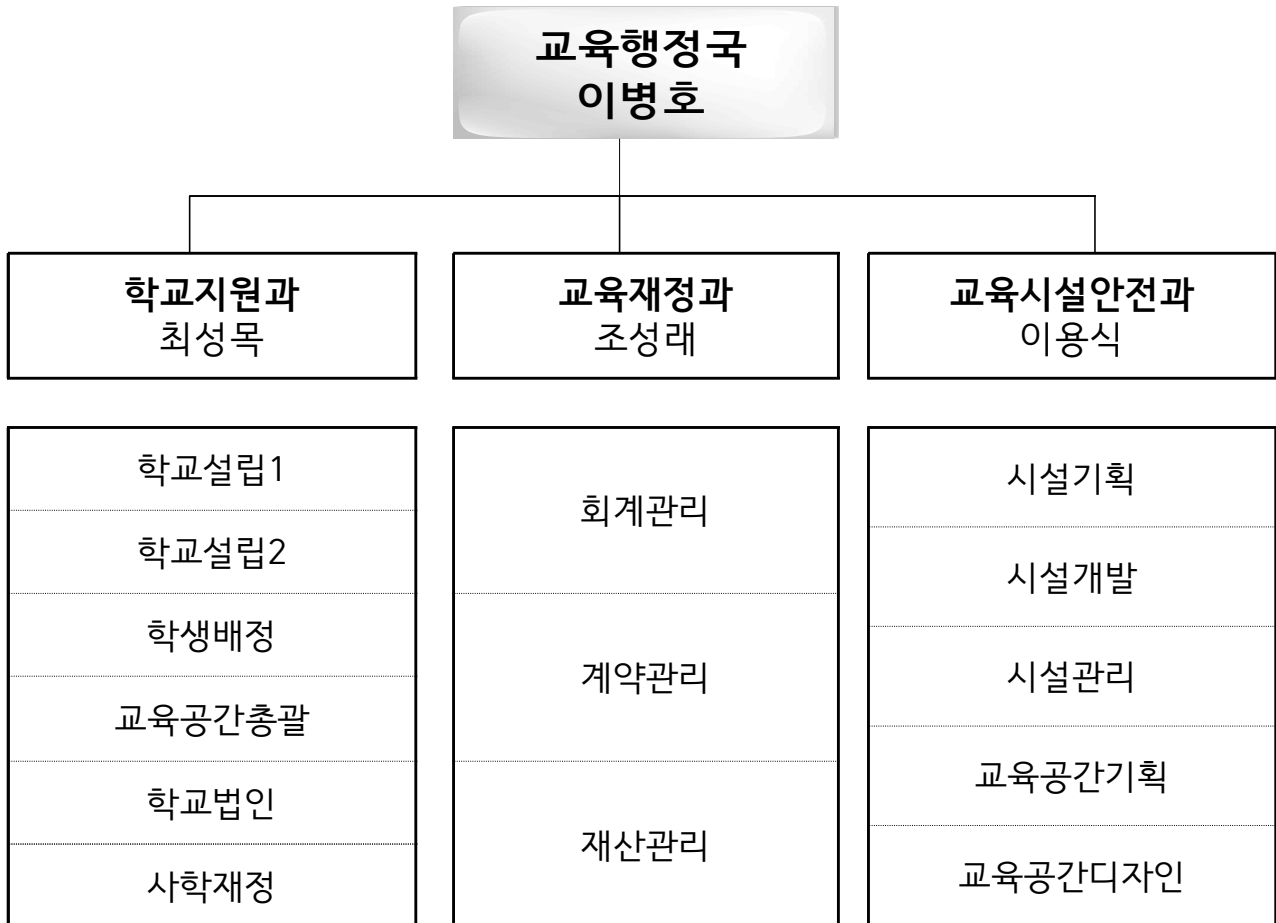 교육행정국
이병호
학교지원과
최성목
교육재정과
조성래
교육시설안전과
이용식
학교설립1
학교설립2
학생배정
교육공간총괄
학교법인
사학재정
회계관리
계약관리
재산관리
시설기획
시설개발
시설관리
교육공간기획
교육공간디자인